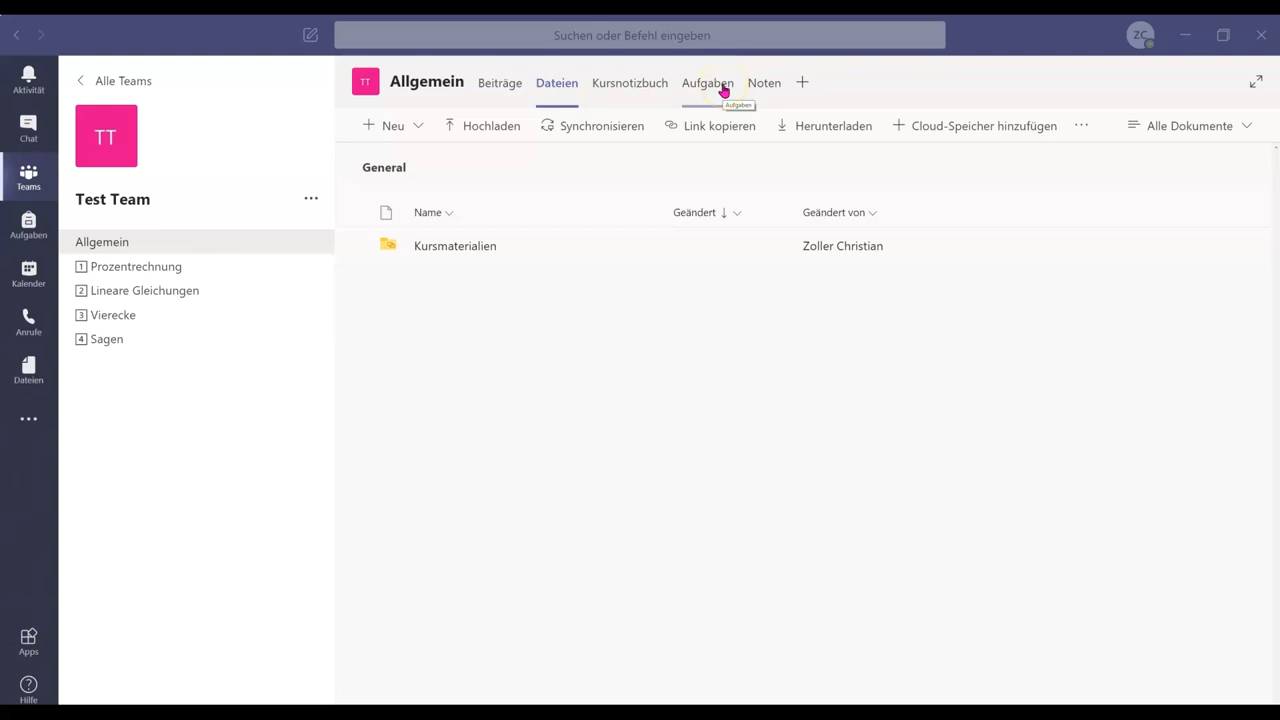 Suchen oder Befehl eingeben
ZC
Aktivität
Chat
Teams
Aufgaben
Kalender
Anrufe
Dateien
Apps
Hilfe
Alle Teams
TT
Test Team
Allgemein
1 Prozentrechnung
2 Lineare Gleichungen
3 Vierecke
4 Sagen
TT Allgemein Beiträge Dateien Kursnotizbuch Aufgaben Noten
Aufgaben
Neu Hochladen Synchronisieren Link kopieren Herunterladen Cloud-Speicher hinzufügen Alle Dokumente
General
Name Geändert Geändert von
Kursmaterialien Zoller Christian